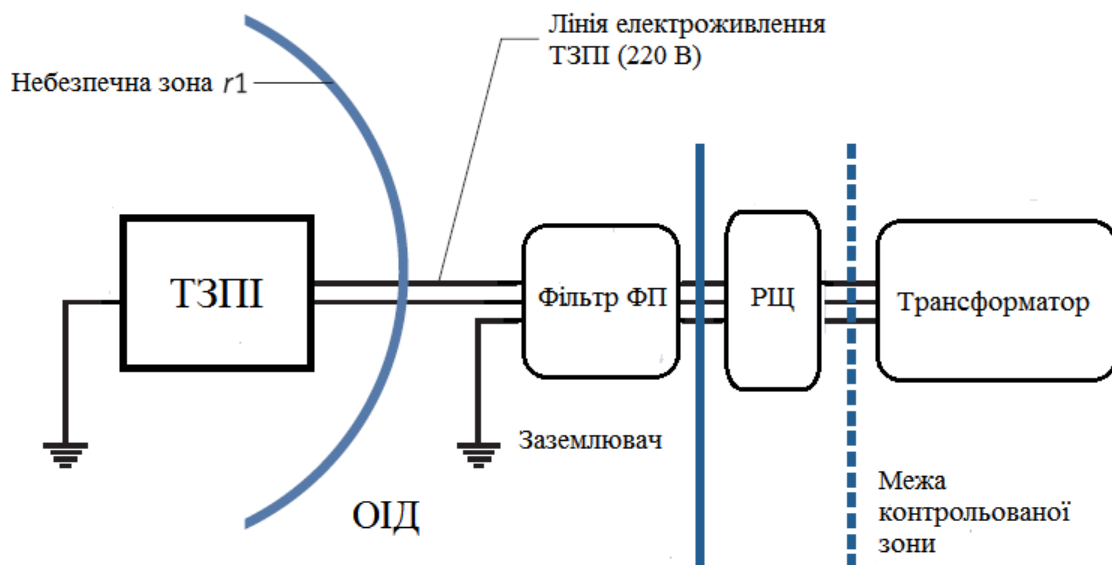 Лінія електроживлення
ТЗПІ (220 В)
Небезпечна зона r1
ТЗПІ
Фільтр ФП
РЩ
Трансформатор
Заземлювач
ОІД
Межа
контрольованої
зони